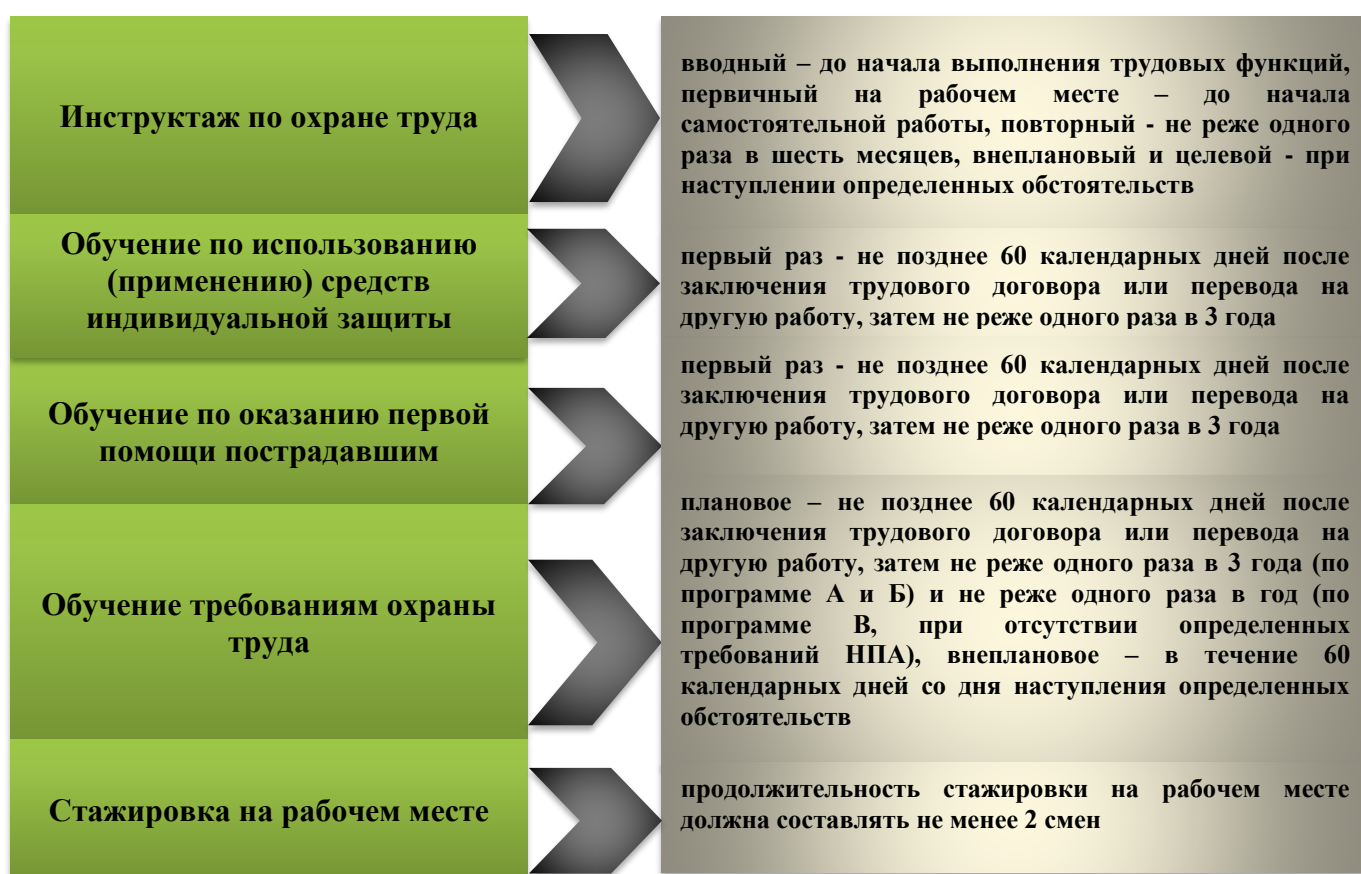 Инструктаж по охране труда
вводный – до начала выполнения трудовых функций,
первичный на рабочем месте – до начала
самостоятельной работы, повторный - не реже одного
раза в шесть месяцев, внеплановый и целевой - при
наступлении определенных обстоятельств
Обучение по использованию
(применению) средств
индивидуальной защиты
первый раз - не позднее 60 календарных дней после
заключения трудового договора или перевода на
другую работу, затем не реже одного раза в 3 года
Обучение по оказанию первой
помощи пострадавшим
первый раз - не позднее 60 календарных дней после
заключения трудового договора или перевода на
другую работу, затем не реже одного раза в 3 года
Обучение требованиям охраны
труда
плановое – не позднее 60 календарных дней после
заключения трудового договора или перевода на
другую работу, затем не реже одного раза в 3 года (по
программе А и Б) и не реже одного раза в год (по
программе В, при отсутствии определенных
требований НПА), внеплановое – в течение 60
календарных дней со дня наступления определенных
обстоятельств
Стажировка на рабочем месте
продолжительность стажировки на рабочем месте
должна составлять не менее 2 смен